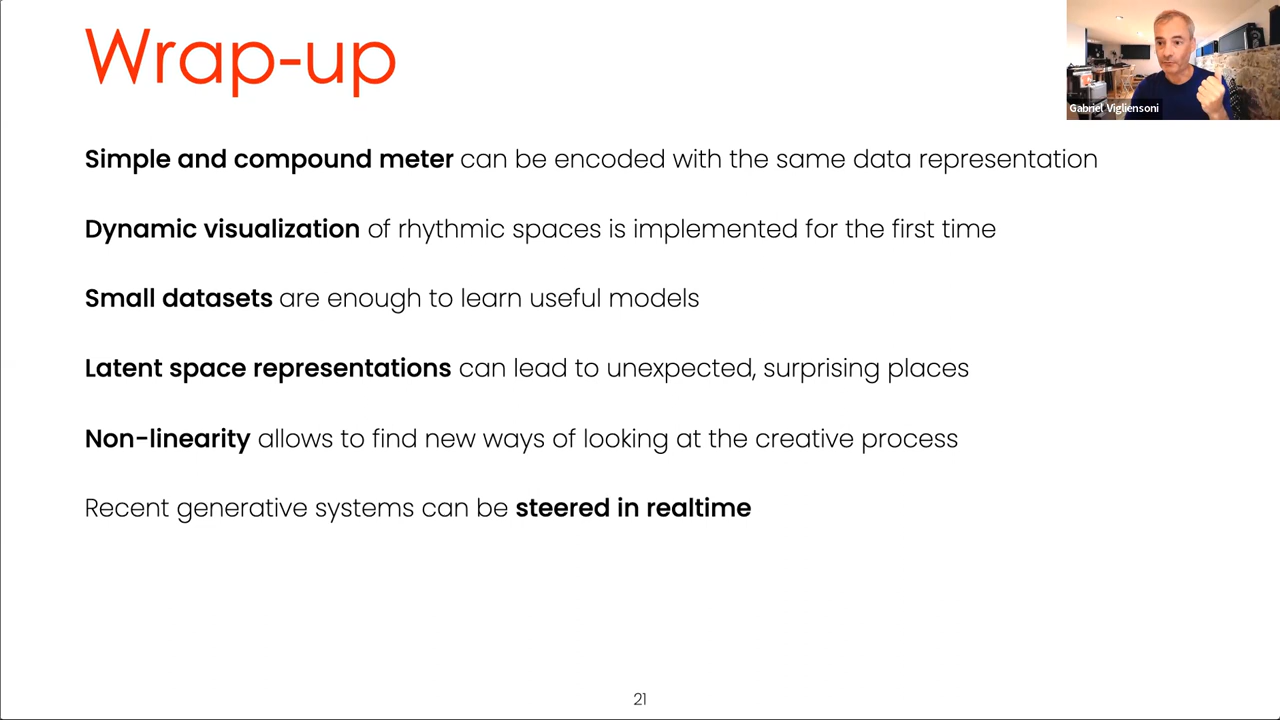 Wrap-up
Gabriel Vigliensoni
Simple and compound meter can be encoded with the same data representation
Dynamic visualization of rhythmic spaces is implemented for the first time
Small datasets are enough to learn useful models
Latent space representations can lead to unexpected, surprising places
Non-linearity allows to find new ways of looking at the creative process
Recent generative systems can be steered in realtime
21